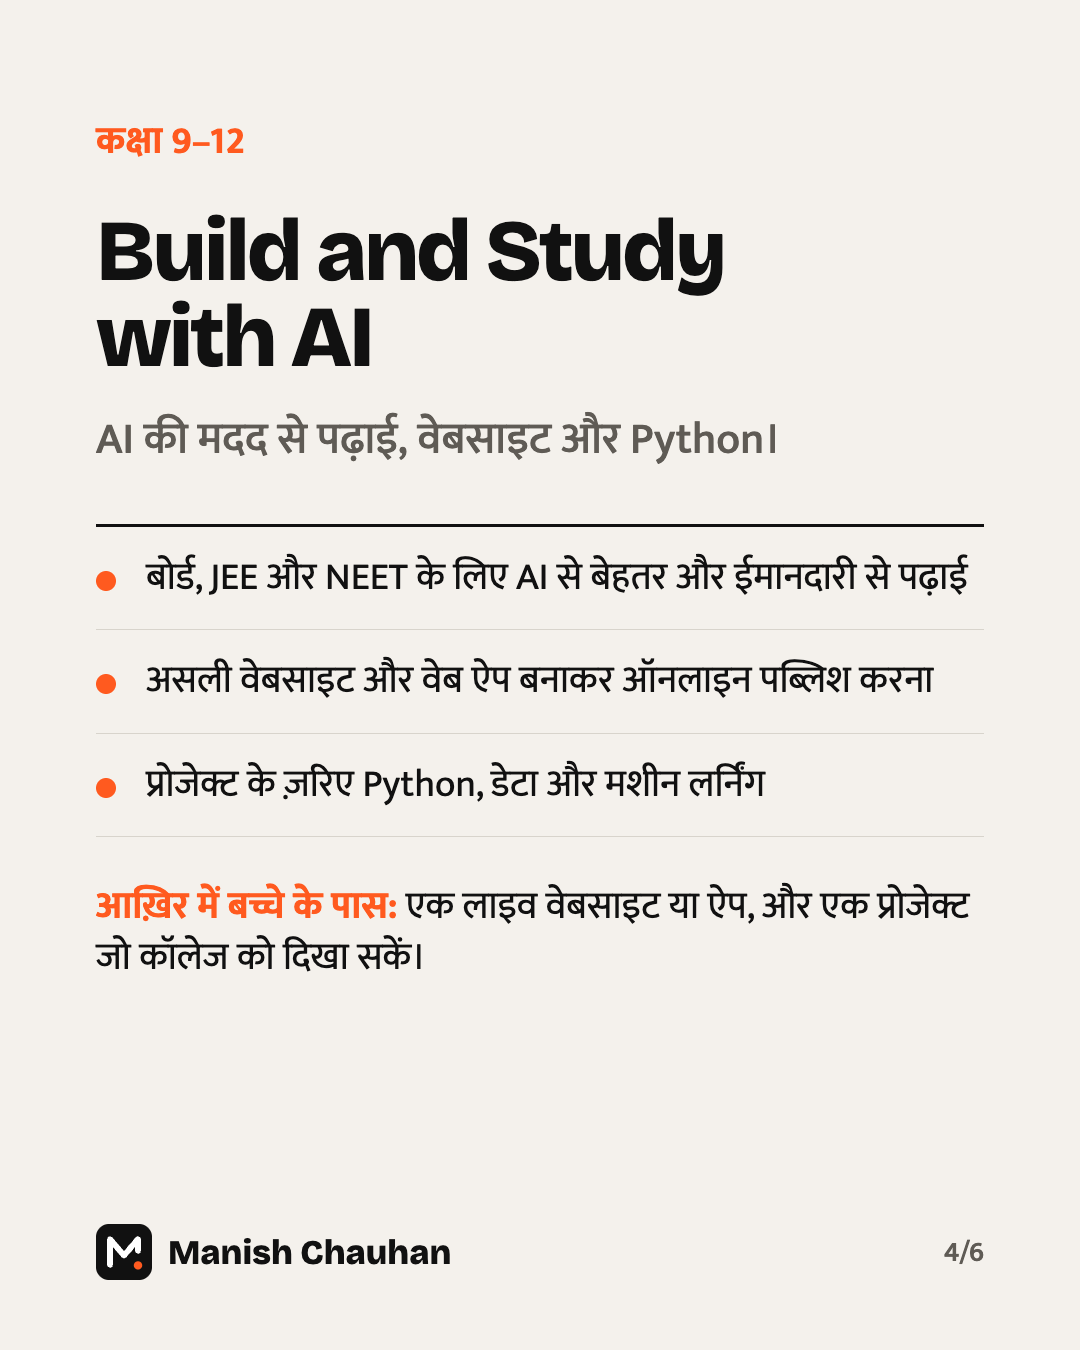 कक्षा 9–12
Build and Study
with AI
AI की मदद से पढ़ाई, वेबसाइट और Python।
बोर्ड, JEE और NEET के लिए AI से बेहतर और ईमानदारी से पढ़ाई
असली वेबसाइट और वेब ऐप बनाकर ऑनलाइन पब्लिश करना
प्रोजेक्ट के ज़रिए Python, डेटा और मशीन लर्निंग
आख़िर में बच्चे के पास: एक लाइव वेबसाइट या ऐप, और एक प्रोजेक्ट
जो कॉलेज को दिखा सकें।
M. Manish Chauhan
4/6